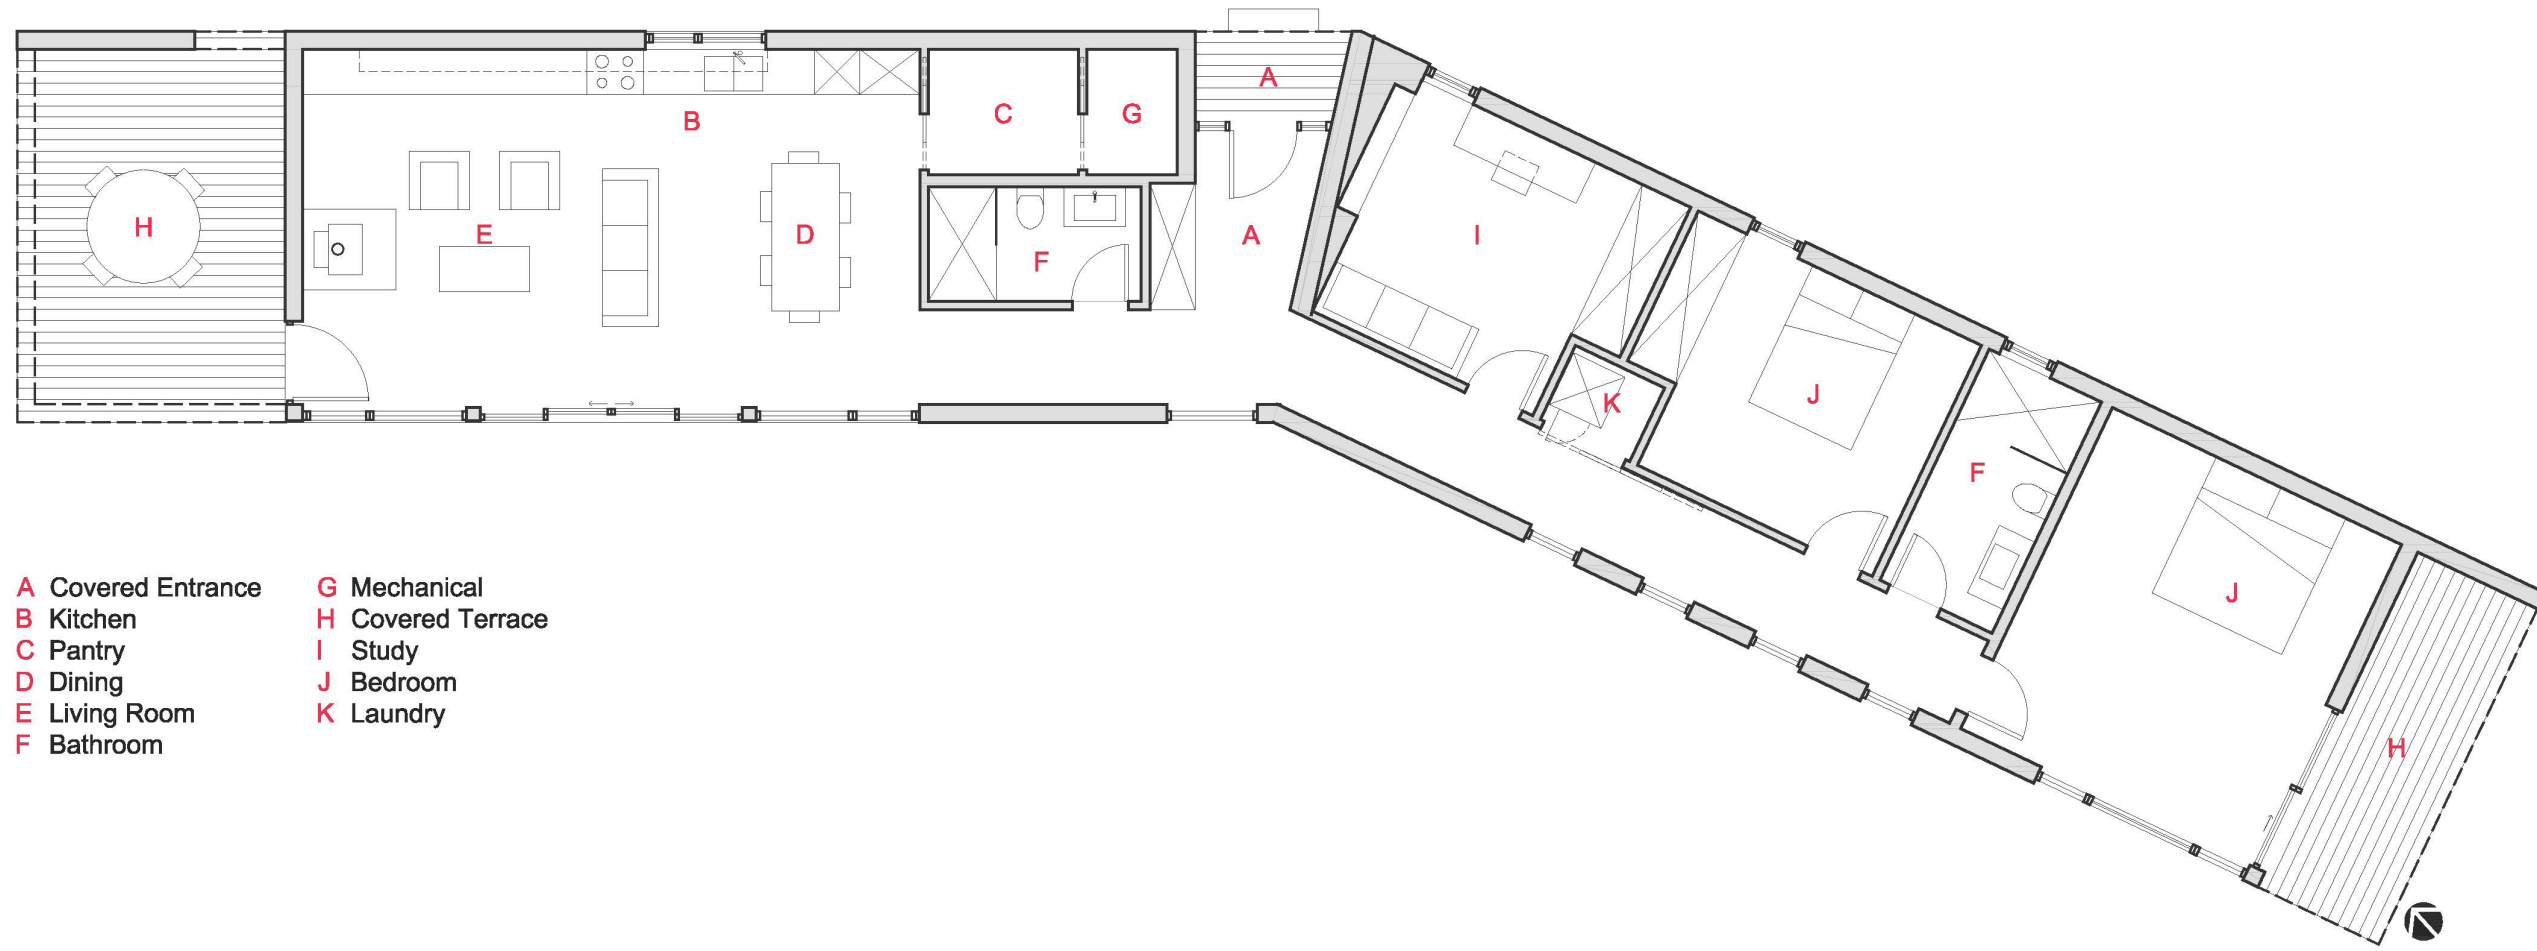 A
C
G
B
H
E
D
F
A
I
K
J
F
J
H
A Covered Entrance
B Kitchen
C Pantry
D Dining
E Living Room
F Bathroom
G Mechanical
H Covered Terrace
I Study
J Bedroom
K Laundry